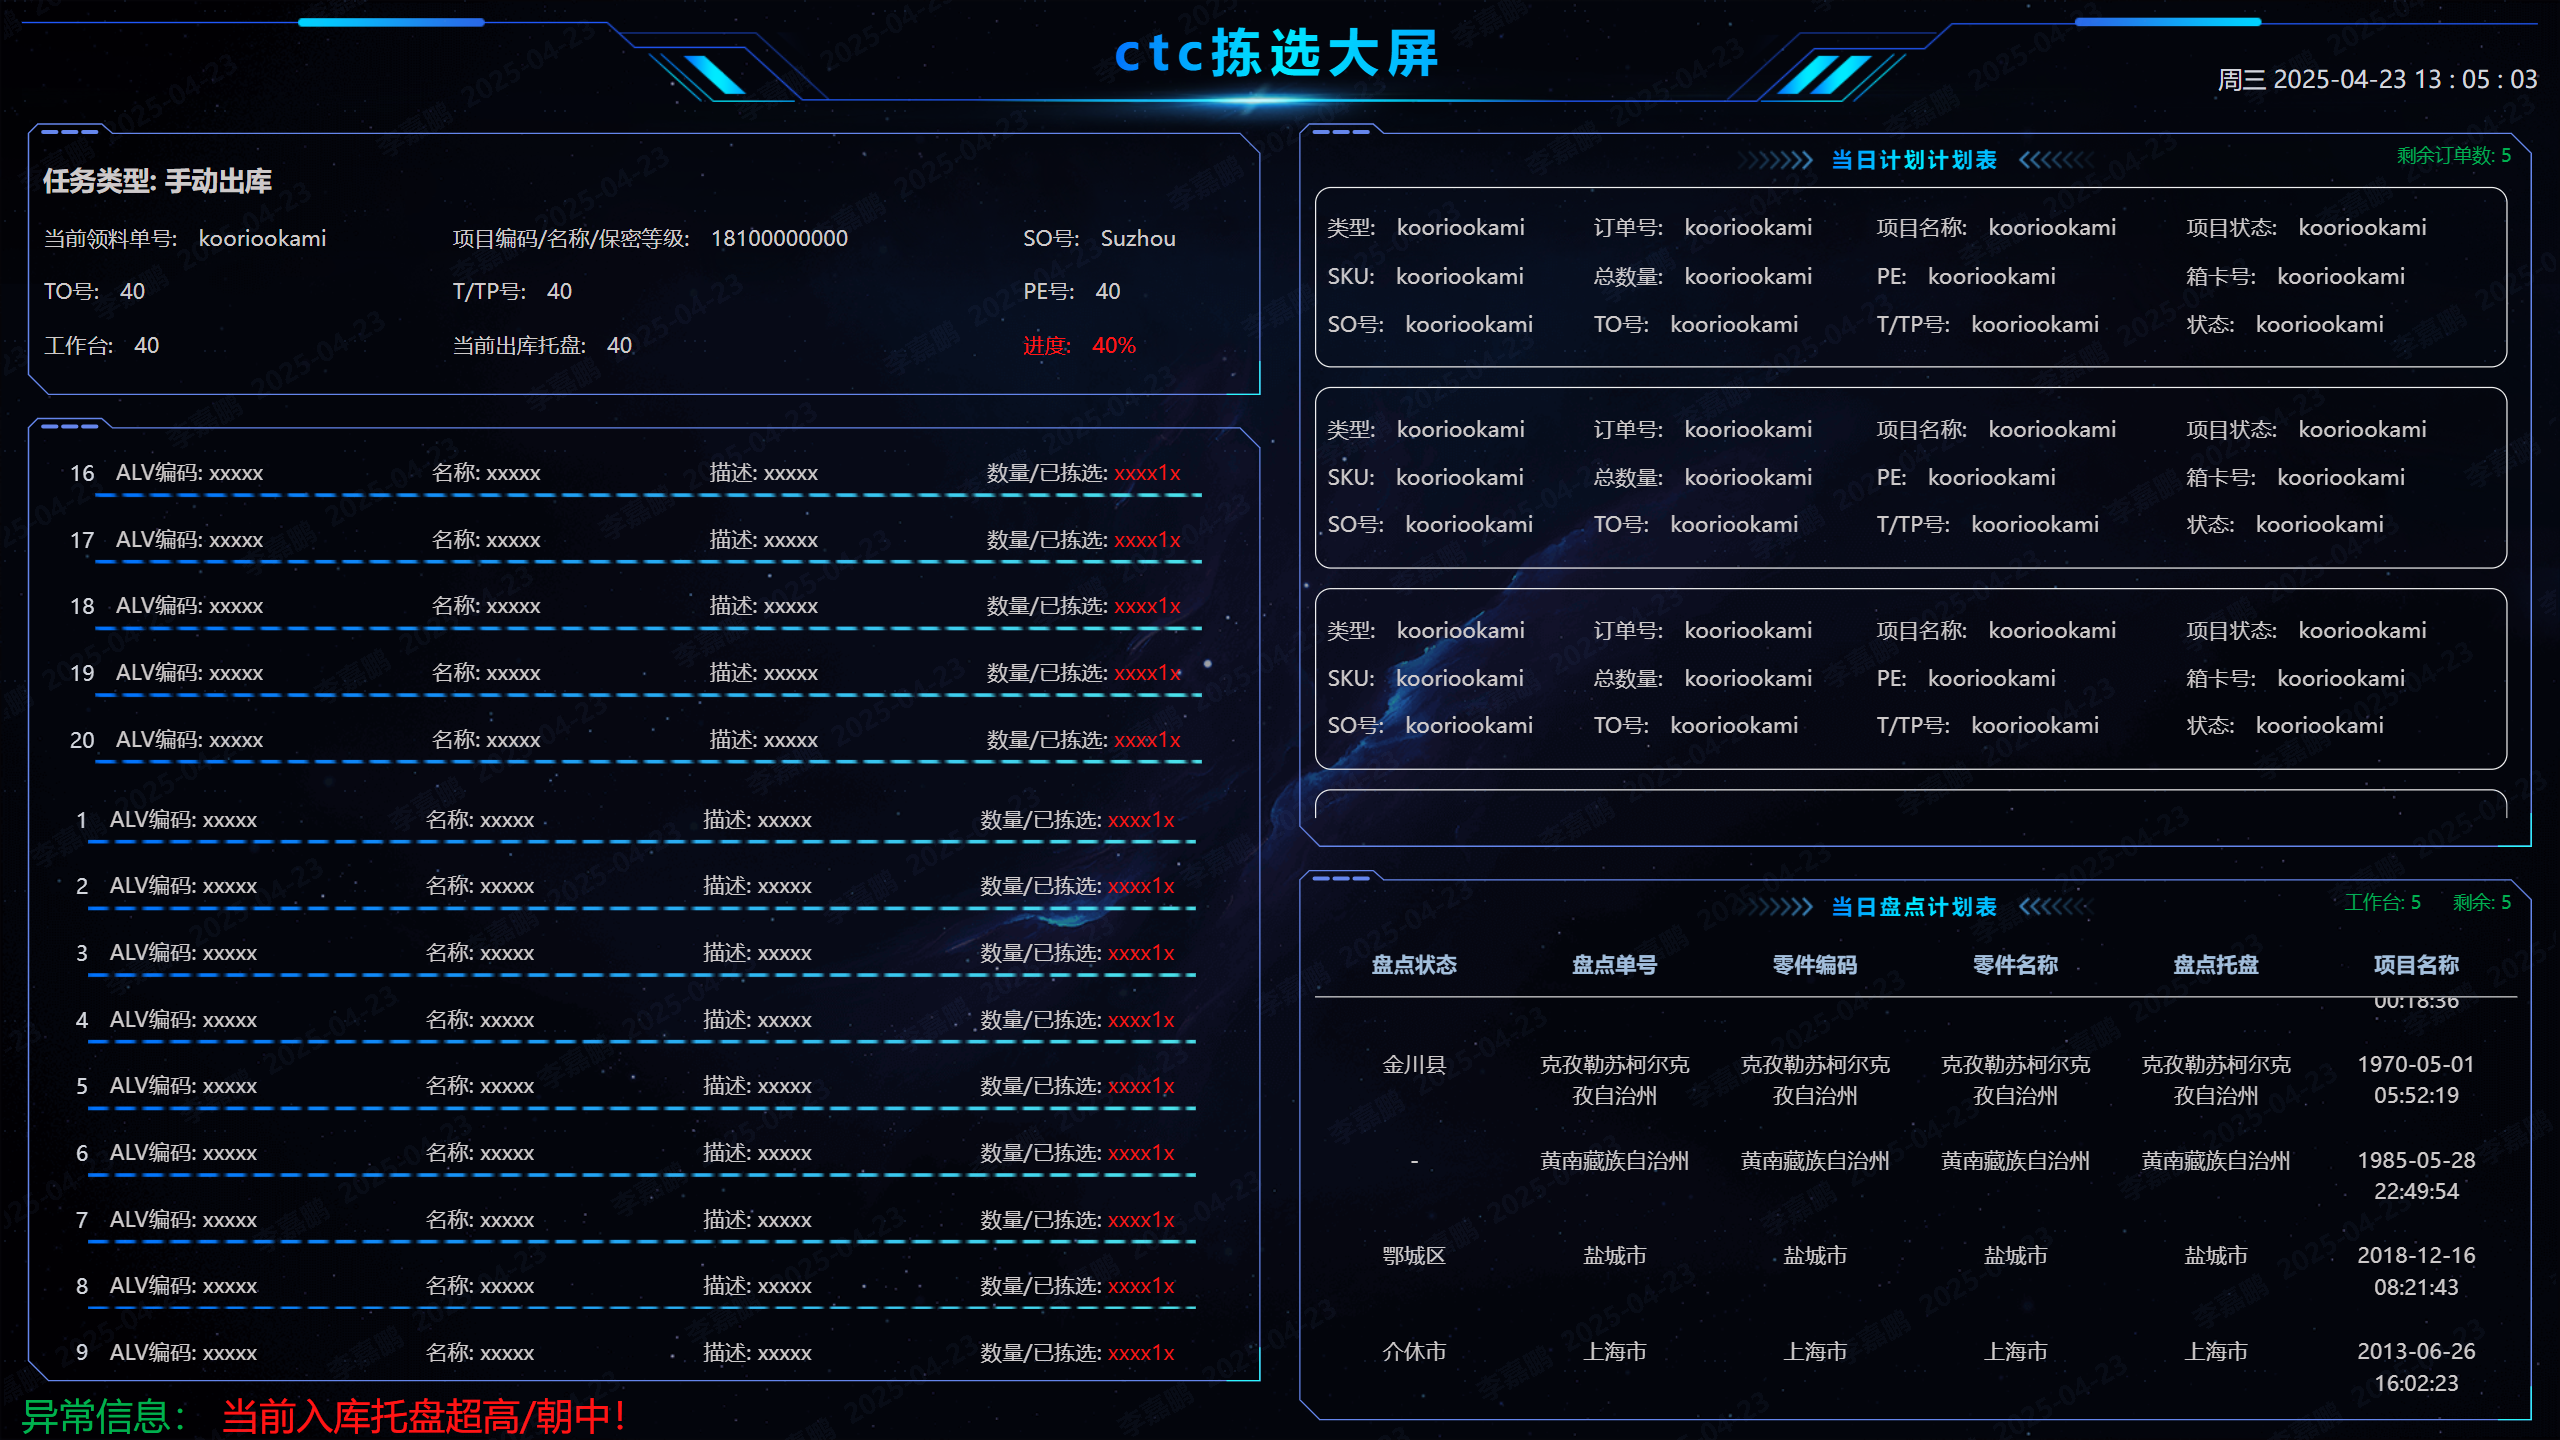 ctc拣选大屏
周三 2025-04-23 13 : 05 : 03
任务类型: 手动出库
当前领料单号: kooriookami 项目编码/名称/保密等级: 18100000000 SO号: Suzhou
TO号: 40 T/TP号: 40 PE号: 40
工作台: 40 当前出库托盘: 40 进度: 40%
16 ALV编码: xxxxx 名称: xxxxx 描述: xxxxx 数量/已拣选: xxxx1x
17 ALV编码: xxxxx 名称: xxxxx 描述: xxxxx 数量/已拣选: xxxx1x
18 ALV编码: xxxxx 名称: xxxxx 描述: xxxxx 数量/已拣选: xxxx1x
19 ALV编码: xxxxx 名称: xxxxx 描述: xxxxx 数量/已拣选: xxxx1x
20 ALV编码: xxxxx 名称: xxxxx 描述: xxxxx 数量/已拣选: xxxx1x
1 ALV编码: xxxxx 名称: xxxxx 描述: xxxxx 数量/已拣选: xxxx1x
2 ALV编码: xxxxx 名称: xxxxx 描述: xxxxx 数量/已拣选: xxxx1x
3 ALV编码: xxxxx 名称: xxxxx 描述: xxxxx 数量/已拣选: xxxx1x
4 ALV编码: xxxxx 名称: xxxxx 描述: xxxxx 数量/已拣选: xxxx1x
5 ALV编码: xxxxx 名称: xxxxx 描述: xxxxx 数量/已拣选: xxxx1x
6 ALV编码: xxxxx 名称: xxxxx 描述: xxxxx 数量/已拣选: xxxx1x
7 ALV编码: xxxxx 名称: xxxxx 描述: xxxxx 数量/已拣选: xxxx1x
8 ALV编码: xxxxx 名称: xxxxx 描述: xxxxx 数量/已拣选: xxxx1x
9 ALV编码: xxxxx 名称: xxxxx 描述: xxxxx 数量/已拣选: xxxx1x
异常信息： 当前入库托盘超高/朝中！
当日计划计划表 剩余订单数: 5
类型: kooriookami 订单号: kooriookami 项目名称: kooriookami 项目状态: kooriookami
SKU: kooriookami 总数量: kooriookami PE: kooriookami 箱卡号: kooriookami
SO号: kooriookami TO号: kooriookami T/TP号: kooriookami 状态: kooriookami
类型: kooriookami 订单号: kooriookami 项目名称: kooriookami 项目状态: kooriookami
SKU: kooriookami 总数量: kooriookami PE: kooriookami 箱卡号: kooriookami
SO号: kooriookami TO号: kooriookami T/TP号: kooriookami 状态: kooriookami
类型: kooriookami 订单号: kooriookami 项目名称: kooriookami 项目状态: kooriookami
SKU: kooriookami 总数量: kooriookami PE: kooriookami 箱卡号: kooriookami
SO号: kooriookami TO号: kooriookami T/TP号: kooriookami 状态: kooriookami
当日盘点计划表 工作台: 5 剩余: 5
盘点状态 盘点单号 零件编码 零件名称 盘点托盘 项目名称
00:18:36
金川县 克孜勒苏柯尔克 克孜勒苏柯尔克 克孜勒苏柯尔克 克孜勒苏柯尔克 1970-05-01
孜自治州 孜自治州 孜自治州 孜自治州 05:52:19
- 黄南藏族自治州 黄南藏族自治州 黄南藏族自治州 黄南藏族自治州 1985-05-28
22:49:54
鄂城区 盐城市 盐城市 盐城市 盐城市 2018-12-16
08:21:43
介休市 上海市 上海市 上海市 上海市 2013-06-26
16:02:23